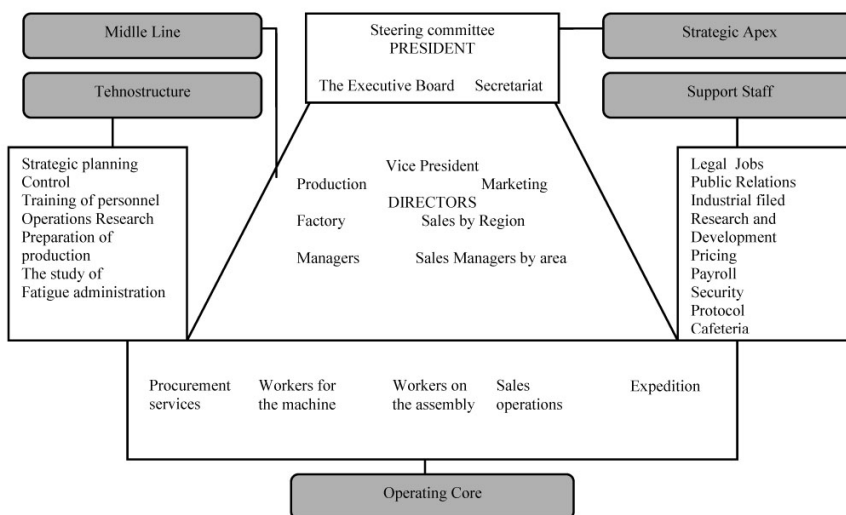 Midlle Line
Steering committee
PRESIDENT
The Executive Board Secretariat
Strategic Apex
Tehnostructure
Support Staff
Strategic planning
Control
Training of personnel
Operations Research
Preparation of
production
The study of
Fatigue administration
Vice President
Production Marketing
DIRECTORS
Factory Sales by Region
Managers Sales Managers by area
Legal Jobs
Public Relations
Industrial filed
Research and
Development
Pricing
Payroll
Security
Protocol
Cafeteria
Procurement
services
Workers for
the machine
Workers on
the assembly
Sales
operations
Expedition
Operating Core